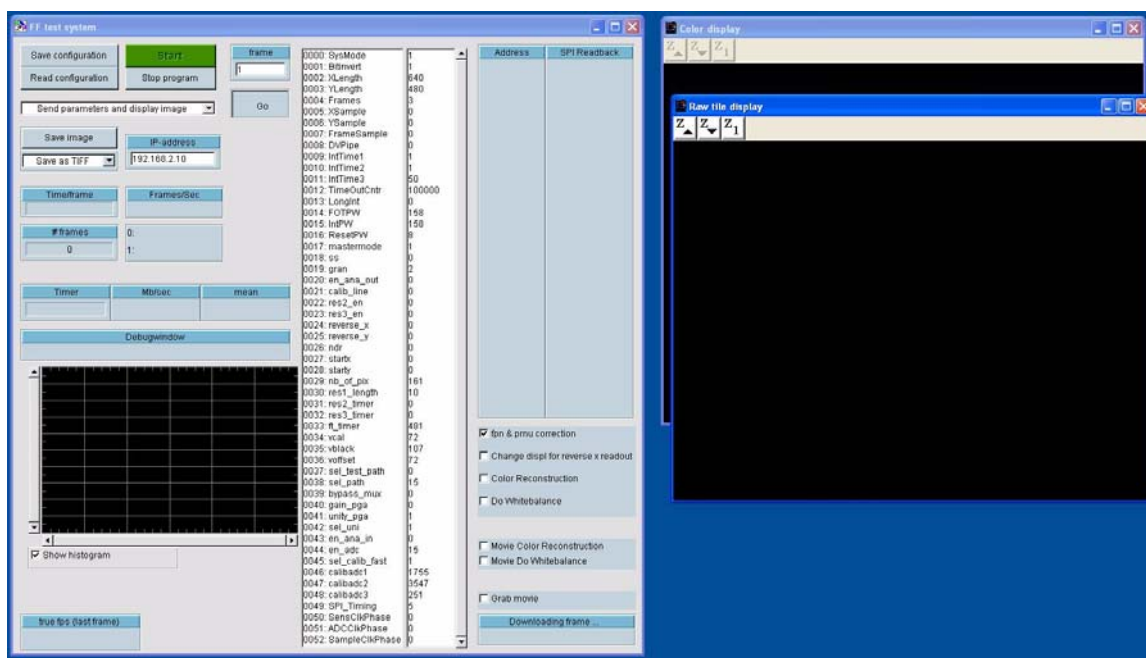 FF test system
Save configuration
Start
frame
Read configuration
Stop program
1
Send parameters and display image
Go
Save image
IP-address
Save as TIFF
192.168.2.10
Time/frame
Frames/Sec
# frames
0:
0
1:
Timer
Mb/sec
mean
Debugwindow
Show histogram
true fps (last frame)
0000: SysMode 1
0001: BitInvert 1
0002: XLength 640
0003: YLength 480
0004: Frames 3
0005: XSample 0
0006: YSample 0
0007: FrameSample 0
0008: DVPipe 0
0009: IntTime1 1
0010: IntTime2 1
0011: IntTime3 50
0012: TimeOutCntr 100000
0013: LongInt 0
0014: FOTPW 158
0015: IntPW 158
0016: ResetPW 8
0017: mastermode 1
0018: ss 0
0019: gran 2
0020: en_ana_out 0
0021: calib_line 0
0022: res2_en 0
0023: res3_en 0
0024: reverse_x 0
0025: reverse_y 0
0026: ndr 0
0027: startx 0
0028: starty 0
0029: nb_of_pix 161
0030: res1_length 10
0031: res2_timer 0
0032: res3_timer 0
0033: ft_timer 481
0034: vcal 72
0035: vblack 107
0036: voffset 72
0037: sel_test_path 0
0038: sel_path 15
0039: bypass_mux 0
0040: gain_pga 0
0041: unity_pga 1
0042: sel_uni 1
0043: en_ana_in 0
0044: en_adc 15
0045: sel_calib_fast 1
0046: calibadc1 1755
0047: calibadc2 3547
0048: calibadc3 251
0049: SPI_Timing 5
0050: SensClkPhase 0
0051: ADCClkPhase 0
0052: SampleClkPhase 0
Address
SPI Readback
fpn & prnu correction
Change displ for reverse x readout
Color Reconstruction
Do Whitebalance
Movie Color Reconstruction
Movie Do Whitebalance
Grab movie
Downloading frame ...
Color display
Z Z Z1
Raw tile display
Z Z Z1